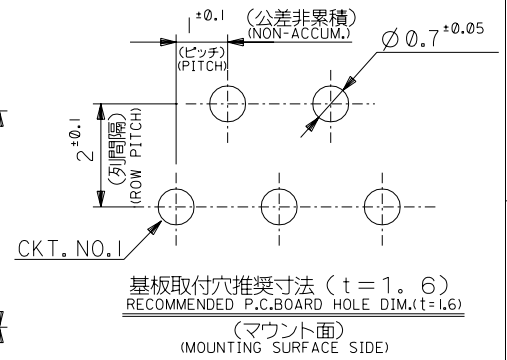 1 ±0.1 (公差非累積)
(NON-ACCUM.)
(ピッチ)
(PITCH)
Ø0.7 ±0.05
2 ±0.1
(列間隔)
(ROW PITCH)
CKT. NO.1
基板取付穴推奨寸法 (t=1. 6)
RECOMMENDED P.C.BOARD HOLE DIM.(t=1.6)
(マウント面)
(MOUNTING SURFACE SIDE)